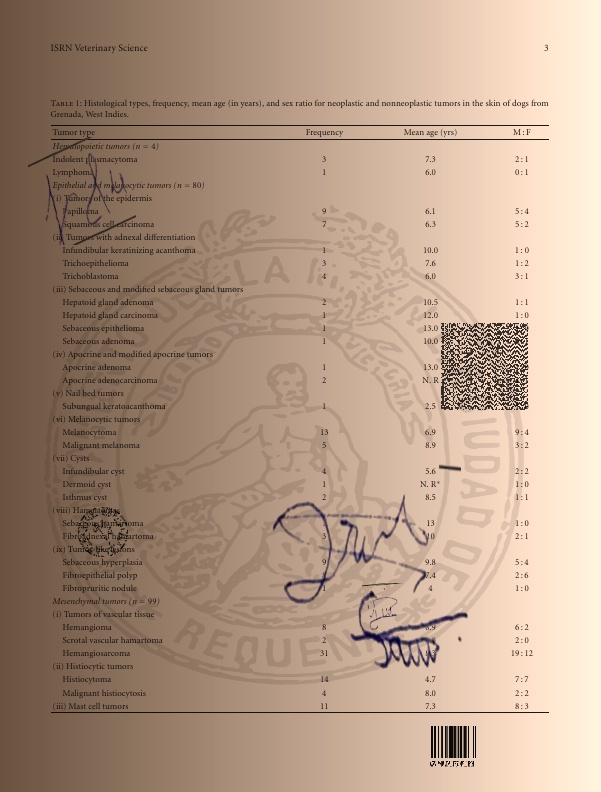 ISRN Veterinary Science 3
TABLE 1: Histological types, frequency, mean age (in years), and sex ratio for neoplastic and nonneoplastic tumors in the skin of dogs from
Grenada, West Indies.
Tumor type Frequency Mean age (yrs) M : F
Hematopoietic tumors (n = 4)
Indolent plasmacytoma 3 7.3 2 : 1
Lymphoma 1 6.0 0 : 1
Epithelial and melanocytic tumors (n = 80)
(i) Tumors of the epidermis
Papilloma 9 6.1 5 : 4
Squamous cell carcinoma 7 6.3 5 : 2
(ii) Tumors with adnexal differentiation
Infundibular keratinizing acanthoma 1 10.0 1 : 0
Trichoepithelioma 3 7.6 1 : 2
Trichoblastoma 4 6.0 3 : 1
(iii) Sebaceous and modified sebaceous gland tumors
Hepatoid gland adenoma 2 10.5 1 : 1
Hepatoid gland carcinoma 1 12.0 1 : 0
Sebaceous epithelioma 1 13.0
Sebaceous adenoma 1 10.0
(iv) Apocrine and modified apocrine tumors
Apocrine adenoma 1 13.0
Apocrine adenocarcinoma 2 N. R
(v) Nail bed tumors
Subungual keratoacanthoma 1 2.5
(vi) Melanocytic tumors
Melanocytoma 13 6.9 9 : 4
Malignant melanoma 5 8.9 3 : 2
(vii) Cysts
Infundibular cyst 4 5.6 2 : 2
Dermoid cyst 1 N. R* 1 : 0
Isthmus cyst 2 8.5 1 : 1
(viii) Hamartomas
Sebaceous hamartoma 13 1 : 0
Fibroadnexal hamartoma 3 10 2 : 1
(ix) Tumor-like lesions
Sebaceous hyperplasia 9 9.8 5 : 4
Fibroepithelial polyp 7.4 2 : 6
Fibropruritic nodule 1 4 1 : 0
Mesenchymal tumors (n = 99)
(i) Tumors of vascular tissue
Hemangioma 8 6 : 2
Scrotal vascular hamartoma 2 2 : 0
Hemangiosarcoma 31 19 : 12
(ii) Histiocytic tumors
Histiocytoma 14 4.7 7 : 7
Malignant histiocytosis 4 8.0 2 : 2
(iii) Mast cell tumors 11 7.3 8 : 3